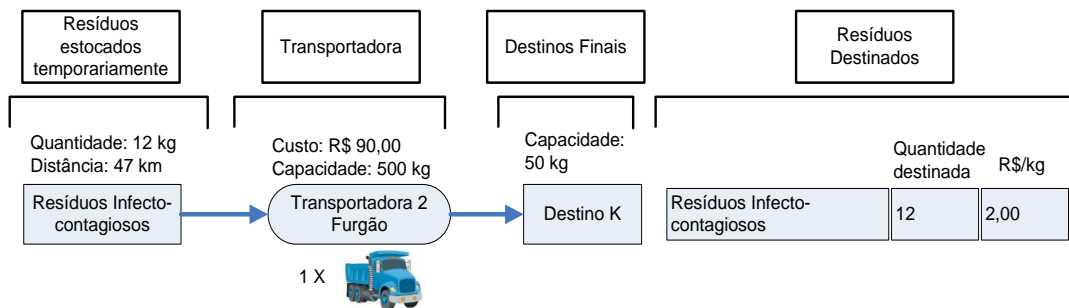 Resíduos
estocados
temporariamente
Transportadora
Destinos Finais
Resíduos
Destinados
Quantidade: 12 kg
Distância: 47 km
Resíduos Infecto-
contagiosos
Custo: R$ 90,00
Capacidade: 500 kg
Transportadora 2
Furgão
1 X
Capacidade:
50 kg
Destino K
Quantidade
destinada
R$/kg
Resíduos Infecto-
contagiosos
12
2,00